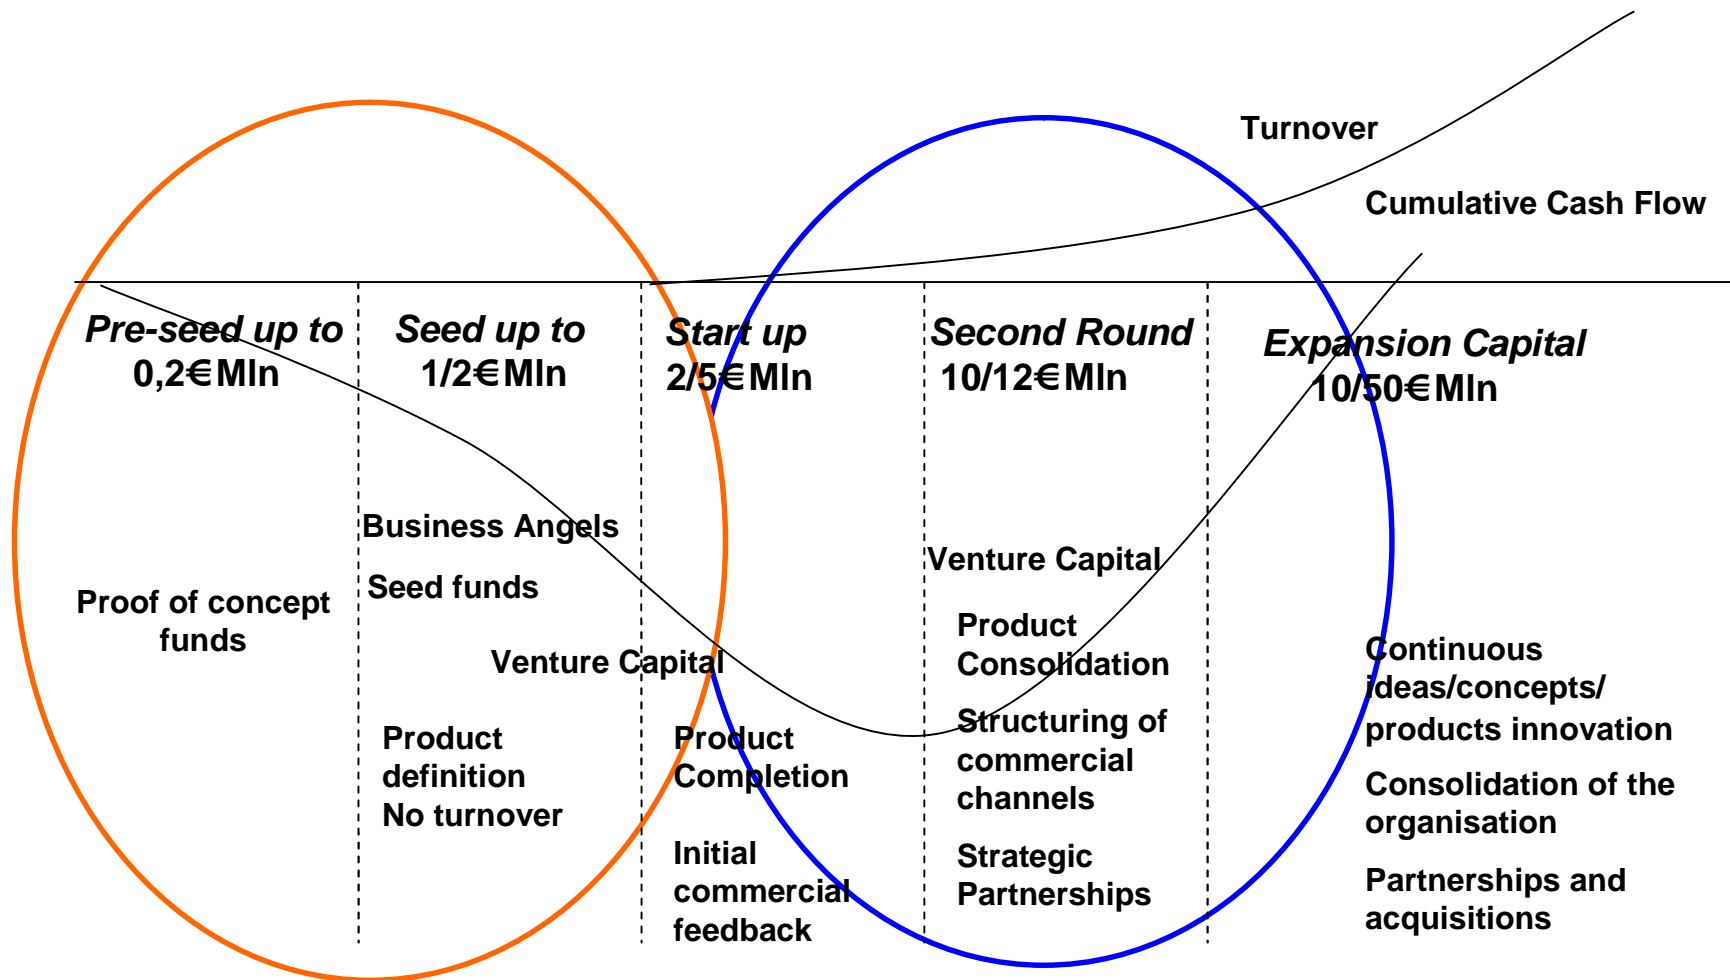 Turnover
Cumulative Cash Flow
Pre-seed up to
0,2€Mln
Seed up to
1/2€Mln
Start up
2/5€Mln
Second Round
10/12€Mln
Expansion Capital
10/50€Mln
Proof of concept
funds
Business Angels
Seed funds
Venture Capital
Product
definition
No turnover
Product
Completion
Initial
commercial
feedback
Venture Capital
Product
Consolidation
Structuring of
commercial
channels
Strategic
Partnerships
Continuous
ideas/concepts/
products innovation
Consolidation of the
organisation
Partnerships and
acquisitions